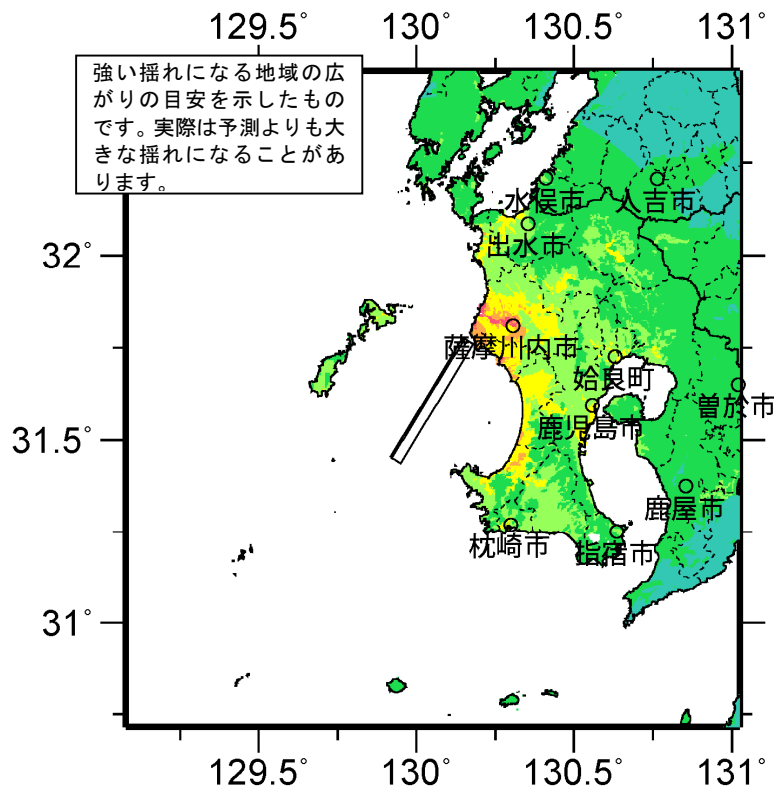 129.5° 130° 130.5° 131°
強い揺れになる地域の広
がりの目安を示したもの
です。実際は予測よりも大
きな揺れになることがあ
ります。
水俣市 人吉市
出水市
32°
薩摩川内市
姶良町
曽於市
鹿児島市
31.5°
鹿屋市
枕崎市 指宿市
31°
129.5° 130° 130.5° 131°